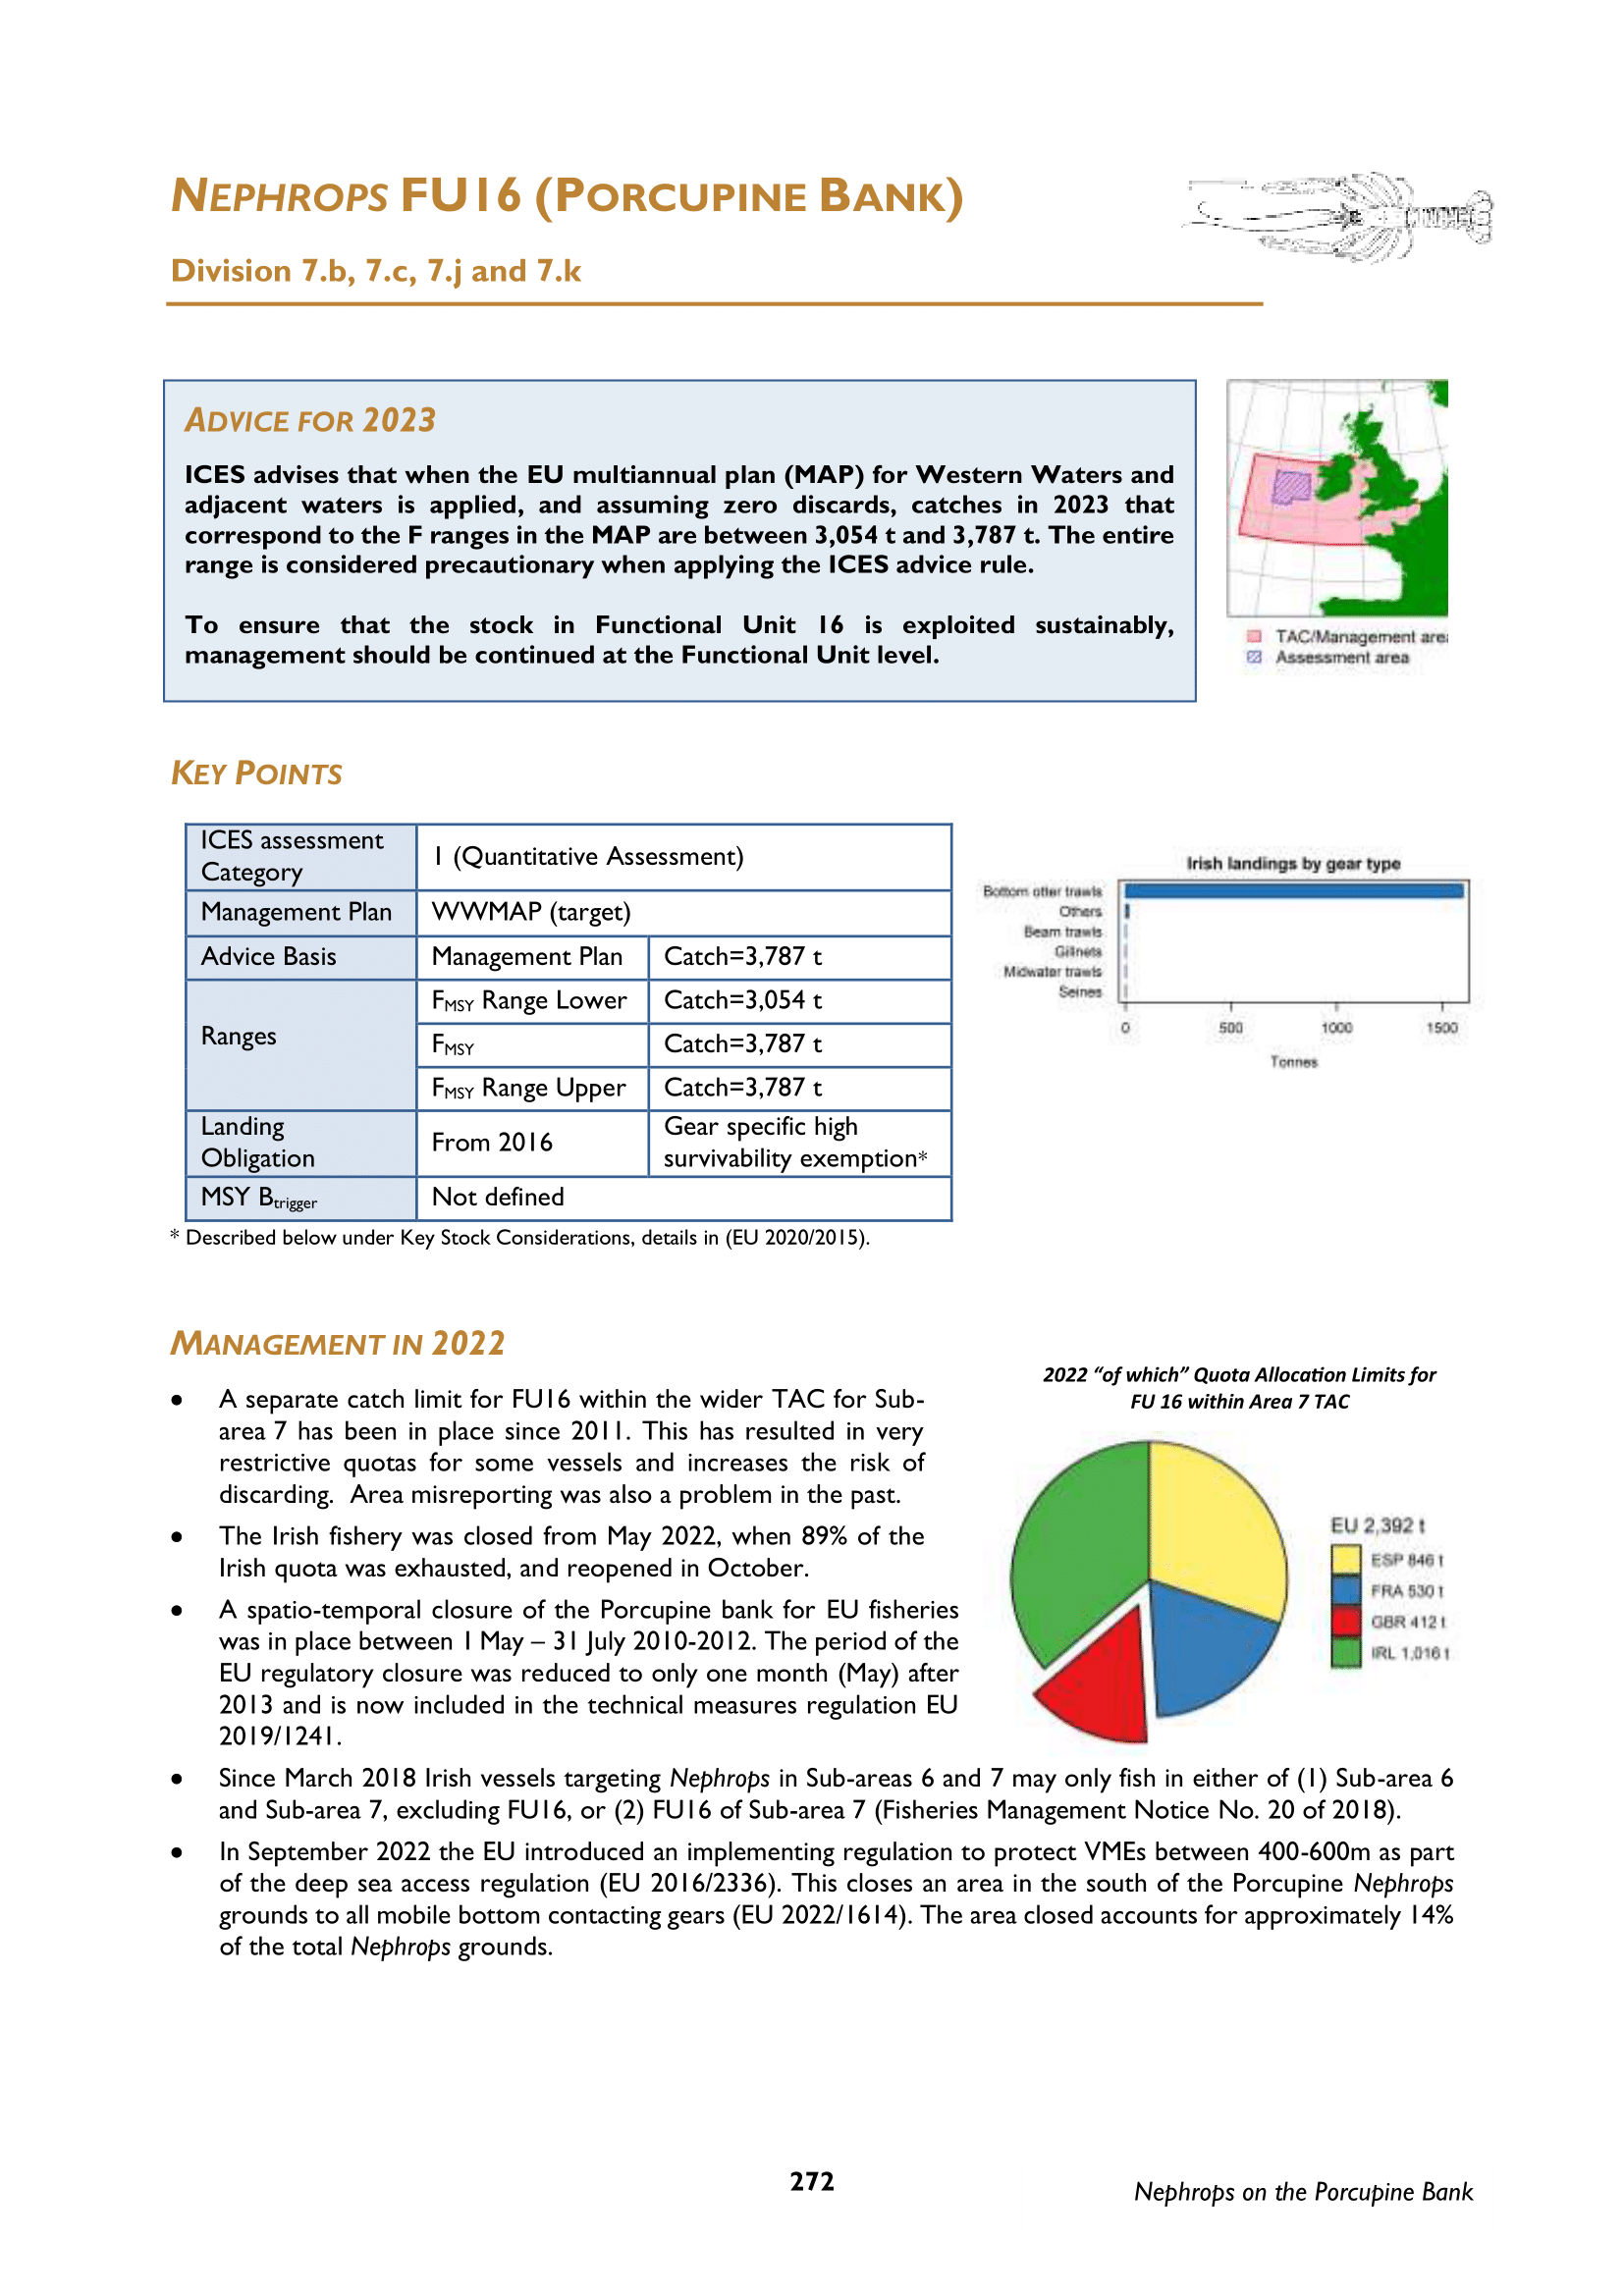 NEPHROPS FU16 (PORCUPINE BANK)
Division 7.b, 7.c, 7.j and 7.k
ADVICE FOR 2023
ICES advises that when the EU multiannual plan (MAP) for Western Waters and
adjacent waters is applied, and assuming zero discards, catches in 2023 that
correspond to the F ranges in the MAP are between 3,054 t and 3,787 t. The entire
range is considered precautionary when applying the ICES advice rule.
To ensure that the stock in Functional Unit 16 is exploited sustainably,
management should be continued at the Functional Unit level.
TAC/Management area
Assessment area
KEY POINTS
ICES assessment
Category
1 (Quantitative Assessment)
Management Plan
WWMAP (target)
Advice Basis
Management Plan
Catch=3,787 t
Ranges
FMSY Range Lower
Catch=3,054 t
FMSY
Catch=3,787 t
FMSY Range Upper
Catch=3,787 t
Landing
Obligation
From 2016
Gear specific high
survivability exemption*
MSY Btrigger
Not defined
* Described below under Key Stock Considerations, details in (EU 2020/2015).
Irish landings by gear type
Bottom otter trawls
Others
Beam trawls
Gillnets
Midwater trawls
Seines
0 500 1000 1500
Tonnes
MANAGEMENT IN 2022
• A separate catch limit for FU16 within the wider TAC for Sub-
area 7 has been in place since 2011. This has resulted in very
restrictive quotas for some vessels and increases the risk of
discarding. Area misreporting was also a problem in the past.
• The Irish fishery was closed from May 2022, when 89% of the
Irish quota was exhausted, and reopened in October.
• A spatio-temporal closure of the Porcupine bank for EU fisheries
was in place between 1 May – 31 July 2010-2012. The period of the
EU regulatory closure was reduced to only one month (May) after
2013 and is now included in the technical measures regulation EU
2019/1241.
2022 “of which” Quota Allocation Limits for
FU 16 within Area 7 TAC
EU 2,392 t
ESP 846 t
FRA 530 t
GBR 412 t
IRL 1,016 t
• Since March 2018 Irish vessels targeting Nephrops in Sub-areas 6 and 7 may only fish in either of (1) Sub-area 6
and Sub-area 7, excluding FU16, or (2) FU16 of Sub-area 7 (Fisheries Management Notice No. 20 of 2018).
• In September 2022 the EU introduced an implementing regulation to protect VMEs between 400-600m as part
of the deep sea access regulation (EU 2016/2336). This closes an area in the south of the Porcupine Nephrops
grounds to all mobile bottom contacting gears (EU 2022/1614). The area closed accounts for approximately 14%
of the total Nephrops grounds.
272
Nephrops on the Porcupine Bank